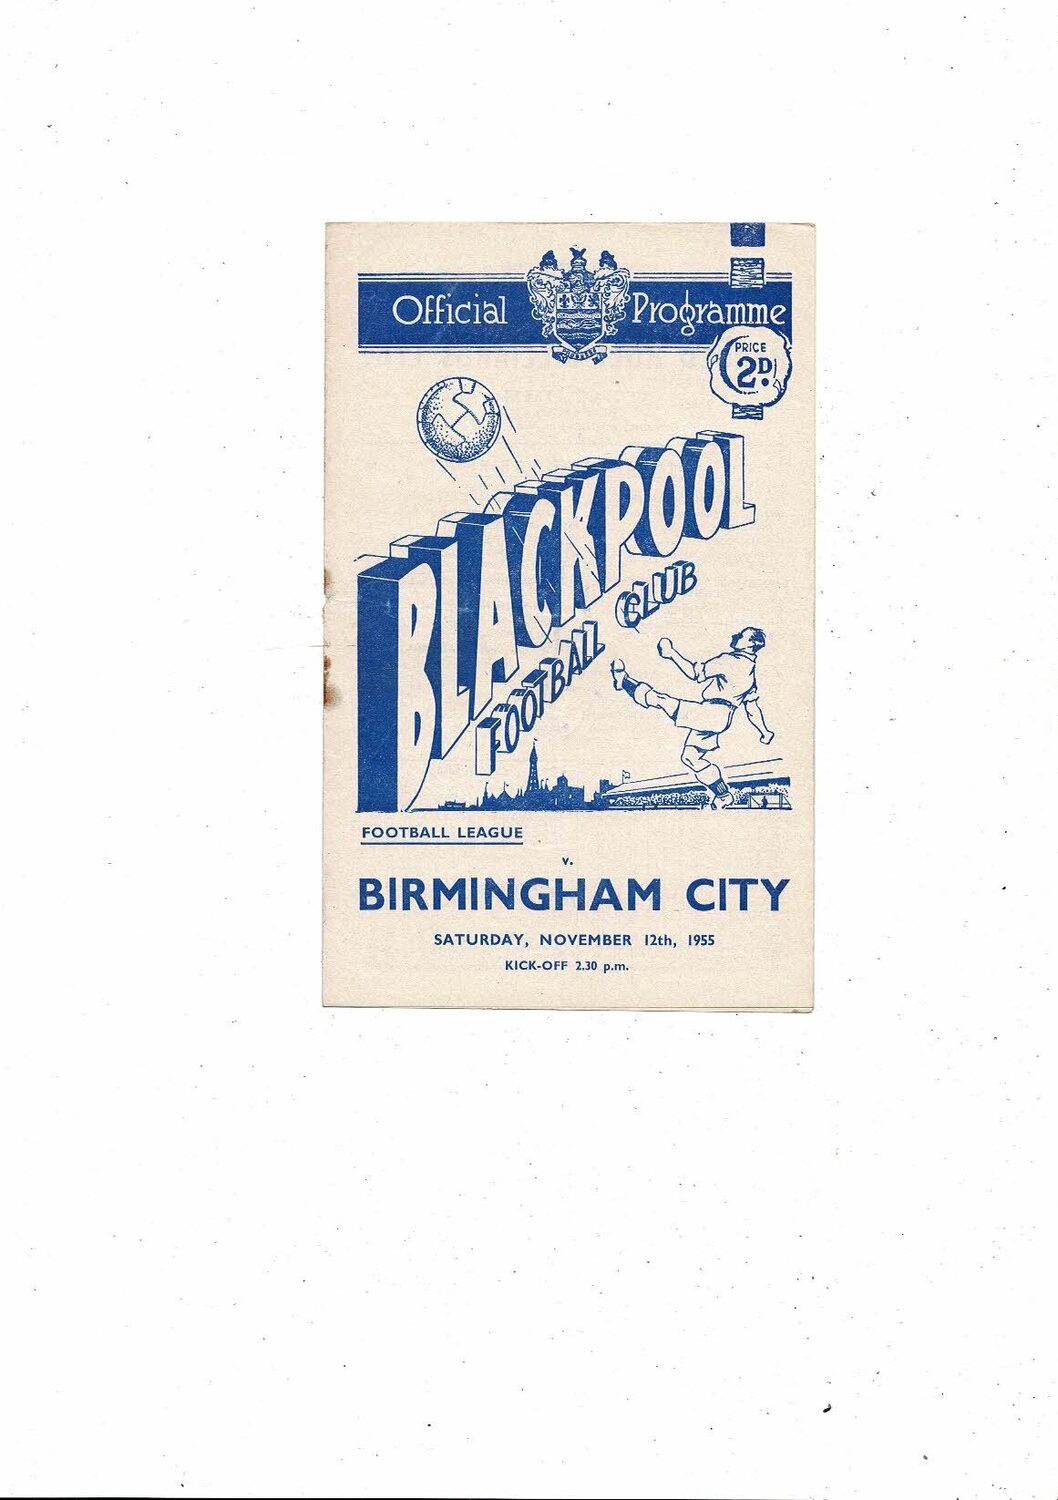 Official Programme
PRICE
2D.
BLACKPOOL
FOOTBALL CLUB
FOOTBALL LEAGUE
v.
BIRMINGHAM CITY
SATURDAY, NOVEMBER 12th, 1955
KICK-OFF 2.30 p.m.